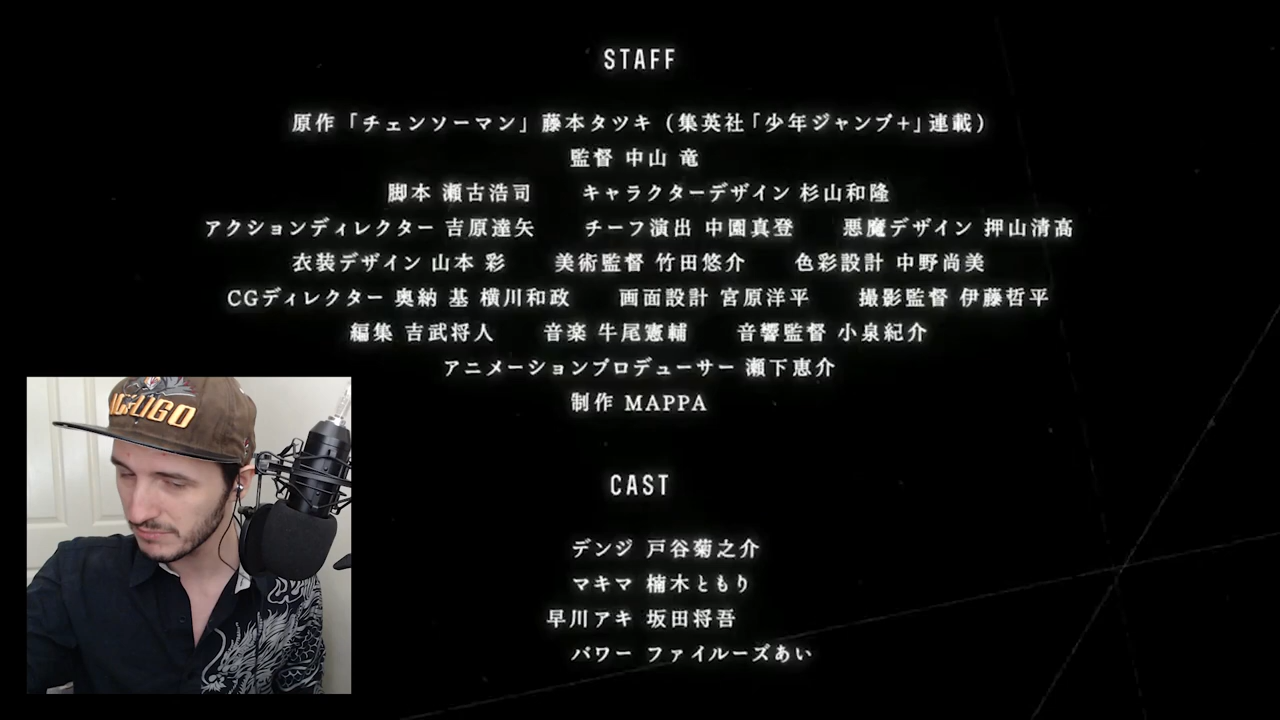 STAFF
原作「チェンソーマン」藤本タツキ（集英社「少年ジャンプ+」連載）
監督 中山 竜
脚本 瀬古浩司 キャラクターデザイン 杉山和隆
アクションディレクター 吉原達矢 チーフ演出 中園真登 悪魔デザイン 押山清高
衣装デザイン 山本 彩 美術監督 竹田悠介 色彩設計 中野尚美
CGディレクター 奥納 基 横川和政 画面設計 宮原洋平 撮影監督 伊藤哲平
編集 吉武将人 音楽 牛尾憲輔 音響監督 小泉紀介
アニメーションプロデューサー 瀬下恵介
制作 MAPPA
CAST
デンジ 戸谷菊之介
マキマ 楠木ともり
早川アキ 坂田将吾
パワー ファイルーズあい